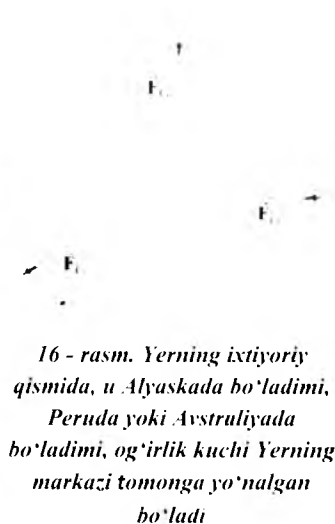 F
F
F
16 - rasm. Yerning ixtiyoriy
qismida, u Alyaskada bo‘ladimi,
Peruda yoki Avstruliyada
bo‘ladimi, og‘irlik kuchi Yerning
markazi tomonga yo‘nalgan
bo‘ladi